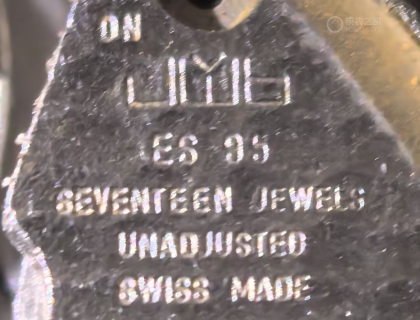 ON
ES 95
SEVENTEEN JEWELS
UNADJUSTED
SWISS MADE